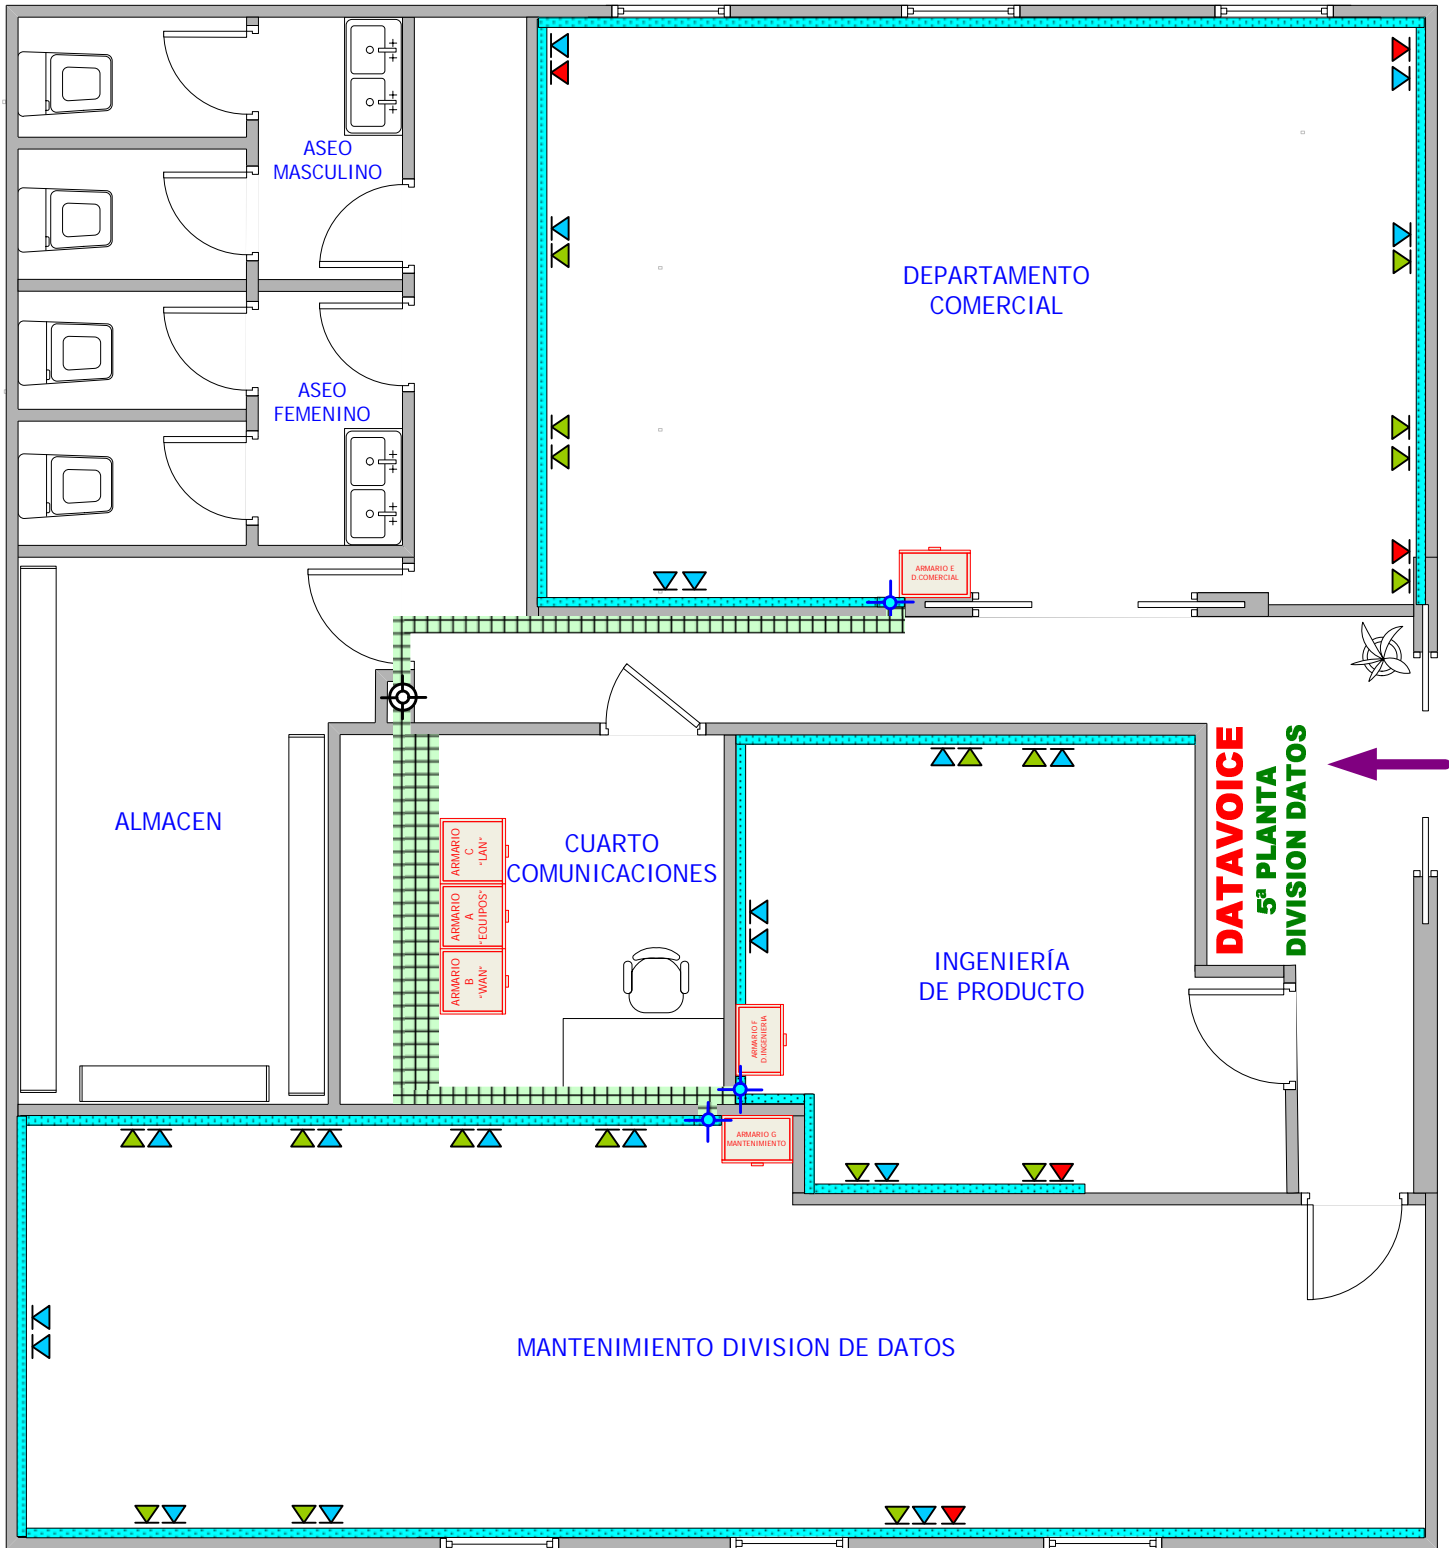 ASEO
MASCULINO
DEPARTAMENTO
COMERCIAL
ASEO
FEMENINO
ARMARIO E
D.COMERCIAL
ALMACEN
CUARTO
COMUNICACIONES
ARMARIO
C
"LAN"
ARMARIO
A
"EQUIPOS"
ARMARIO
B
"WAN"
DATAVOICE
5ª PLANTA
DIVISION DATOS
INGENIERÍA
DE PRODUCTO
ARMARIO F
D.INGENIERIA
ARMARIO G
MANTENIMIENTO
MANTENIMIENTO DIVISION DE DATOS